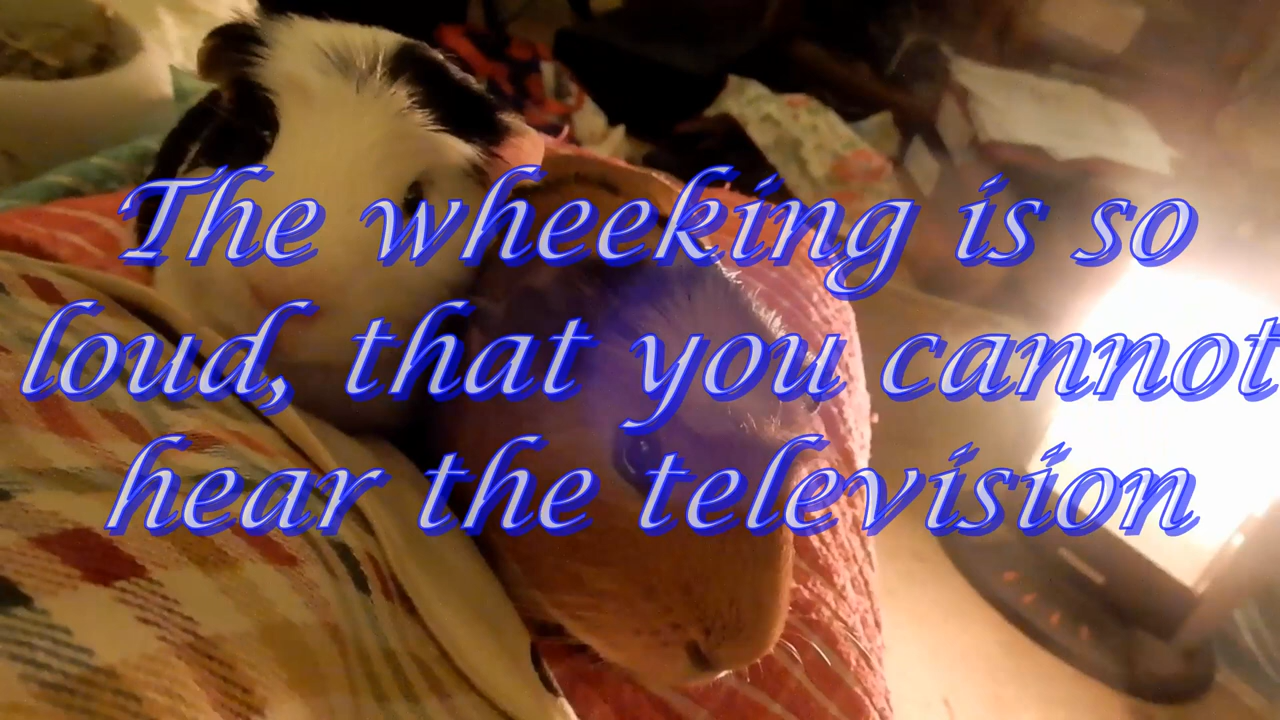 The wheeking is so
loud, that you cannot
hear the television